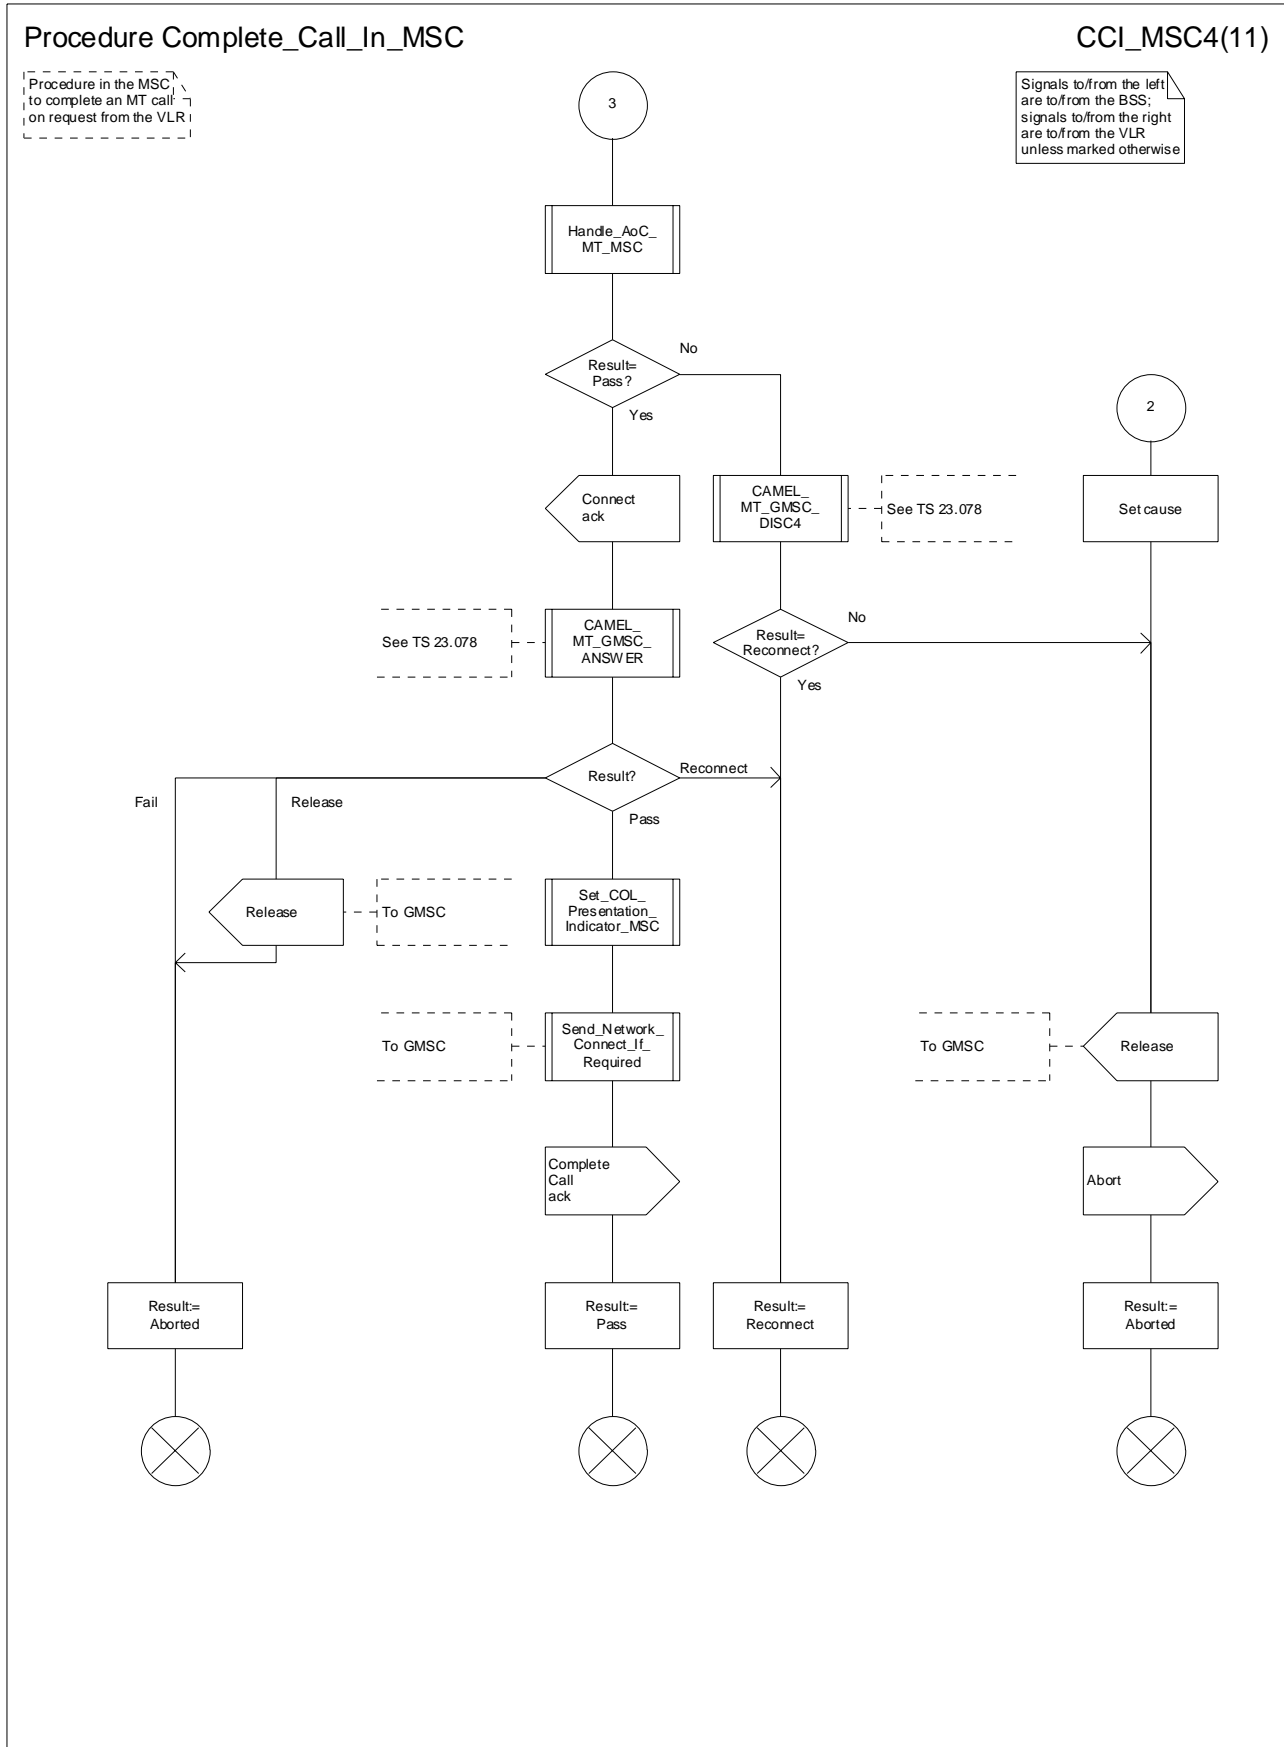 Procedure Complete_Call_In_MSC
CCI_MSC4(11)
Procedure in the MSC
to complete an MT call
on request from the VLR
Signals to/from the left
are to/from the BSS;
signals to/from the right
are to/from the VLR
unless marked otherwise
3
Handle_AoC_
MT_MSC
Result=
Pass?
No
Yes
2
Connect
ack
CAMEL_
MT_GMSC_
DISC4
See TS 23.078
Set cause
See TS 23.078
CAMEL_
MT_GMSC_
ANSWER
Result=
Reconnect?
No
Yes
Result?
Reconnect
Fail
Release
Pass
Release
To GMSC
Set_COL_
Presentation_
Indicator_MSC
To GMSC
Send_Network_
Connect_If_
Required
To GMSC
Release
Complete
Call
ack
Abort
Result:=
Aborted
Result:=
Pass
Result:=
Reconnect
Result:=
Aborted